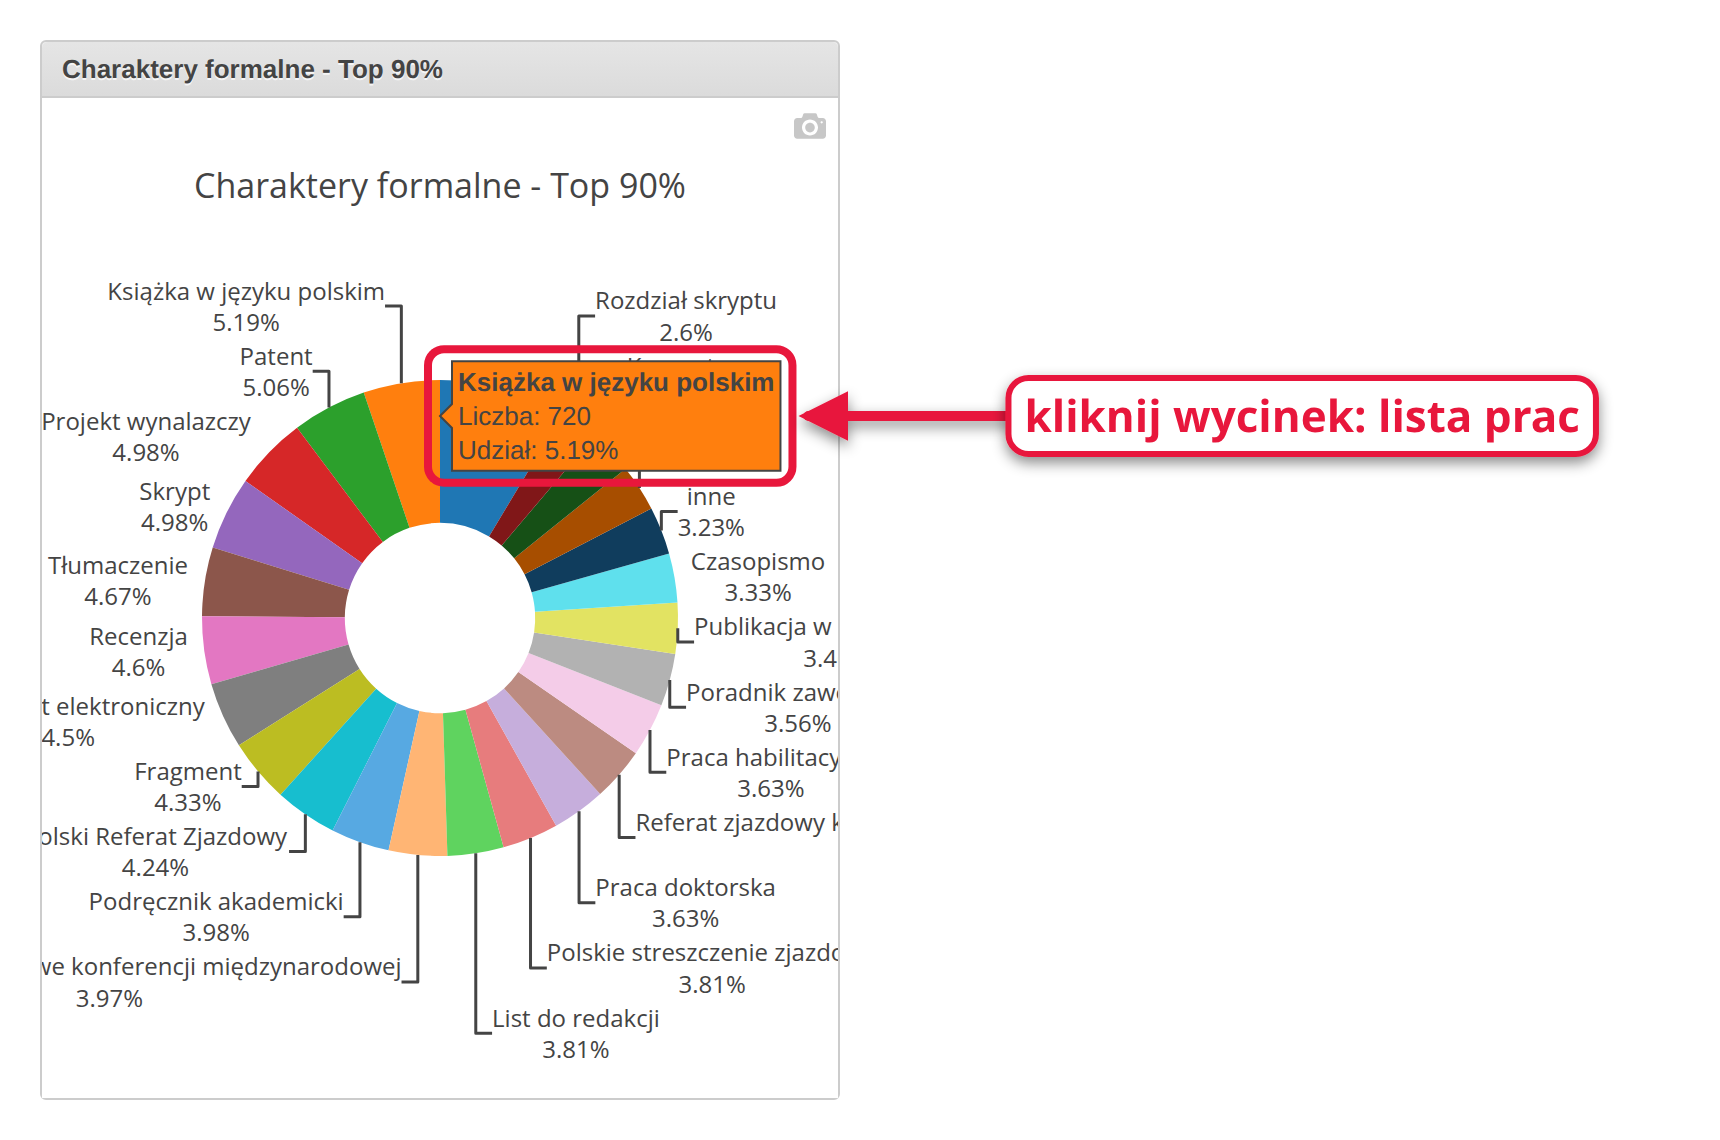 Charaktery formalne - Top 90%
Charaktery formalne - Top 90%
Książka w języku polskim
5.19%
Rozdział skryptu
2.6%
Patent
5.06%
Książka w języku polskim
Liczba: 720
Udział: 5.19%
kliknij wycinek: lista prac
Projekt wynalazczy
4.98%
Skrypt
4.98%
inne
3.23%
Tłumaczenie
4.67%
Czasopismo
3.33%
Recenzja
4.6%
Publikacja w
3.4
t elektroniczny
4.5%
Poradnik zaw
3.56%
Fragment
4.33%
Praca habilitacy
3.63%
olski Referat Zjazdowy
4.24%
Referat zjazdowy k
Podręcznik akademicki
3.98%
Praca doktorska
3.63%
we konferencji międzynarodowej
3.97%
Polskie streszczenie zjazdo
3.81%
List do redakcji
3.81%